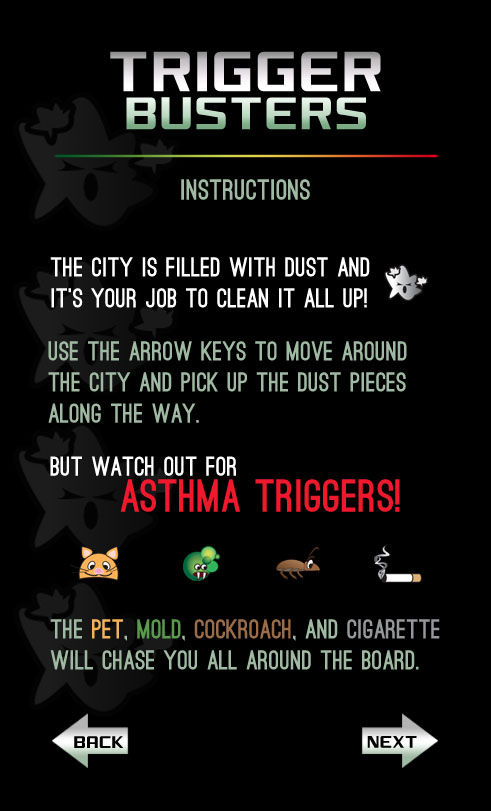 TRIGGER
BUSTERS
INSTRUCTIONS
THE CITY IS FILLED WITH DUST AND
IT'S YOUR JOB TO CLEAN IT ALL UP!
USE THE ARROW KEYS TO MOVE AROUND
THE CITY AND PICK UP THE DUST PIECES
ALONG THE WAY.
BUT WATCH OUT FOR
ASTHMA TRIGGERS!
THE PET, MOLD, COCKROACH, AND CIGARETTE
WILL CHASE YOU ALL AROUND THE BOARD.
BACK
NEXT